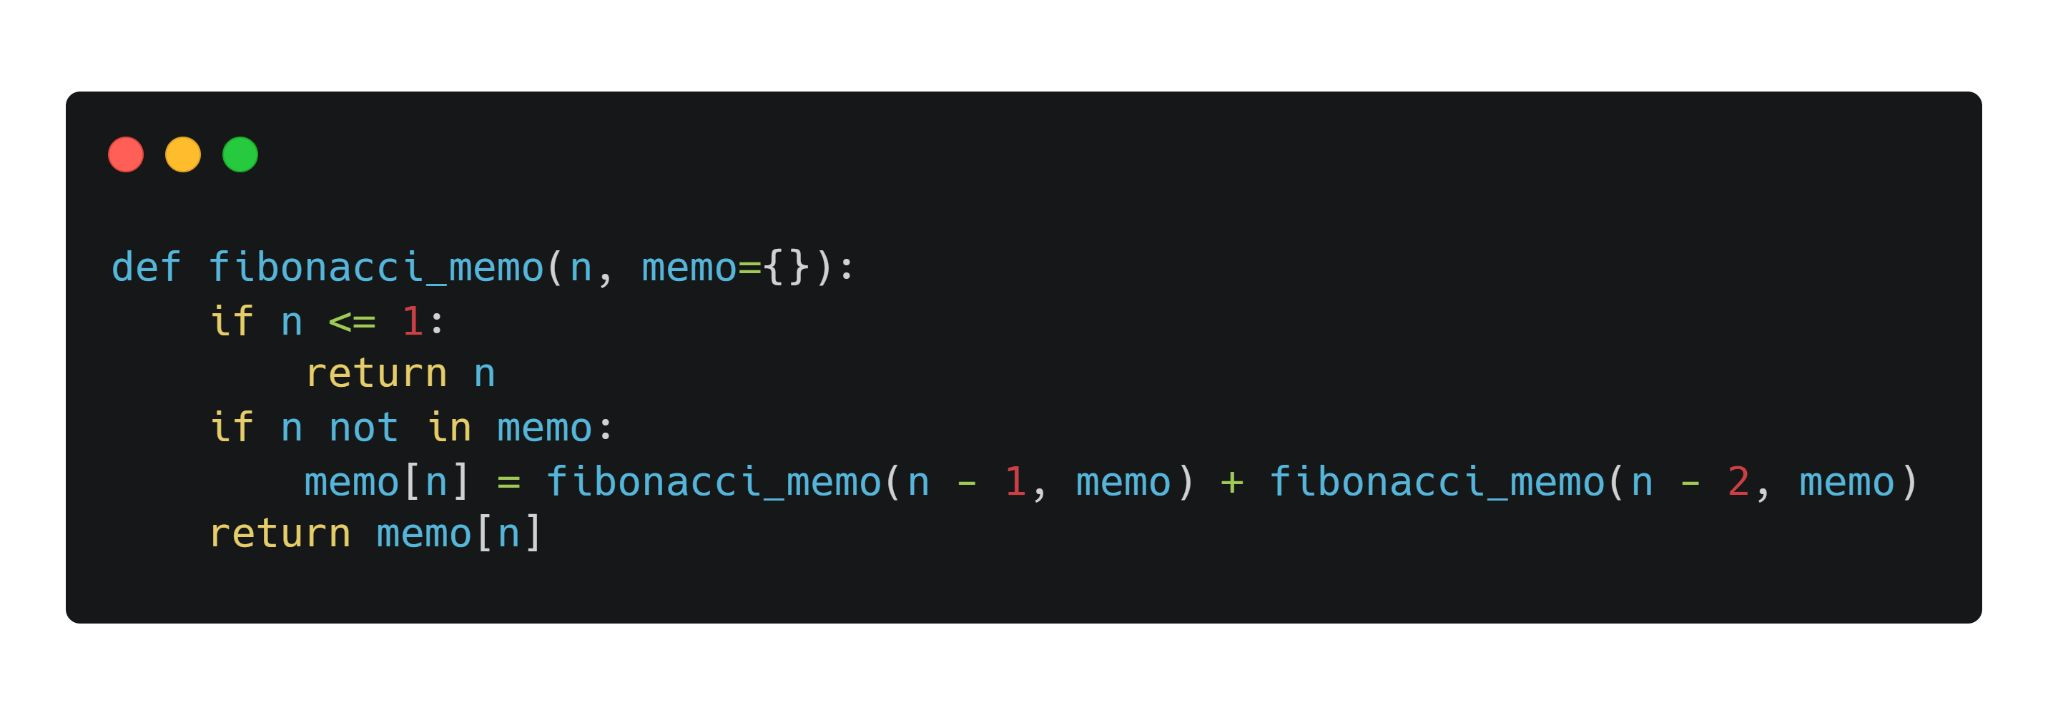 def fibonacci_memo(n, memo={}):
    if n <= 1:
        return n
    if n not in memo:
        memo[n] = fibonacci_memo(n - 1, memo) + fibonacci_memo(n - 2, memo)
    return memo[n]